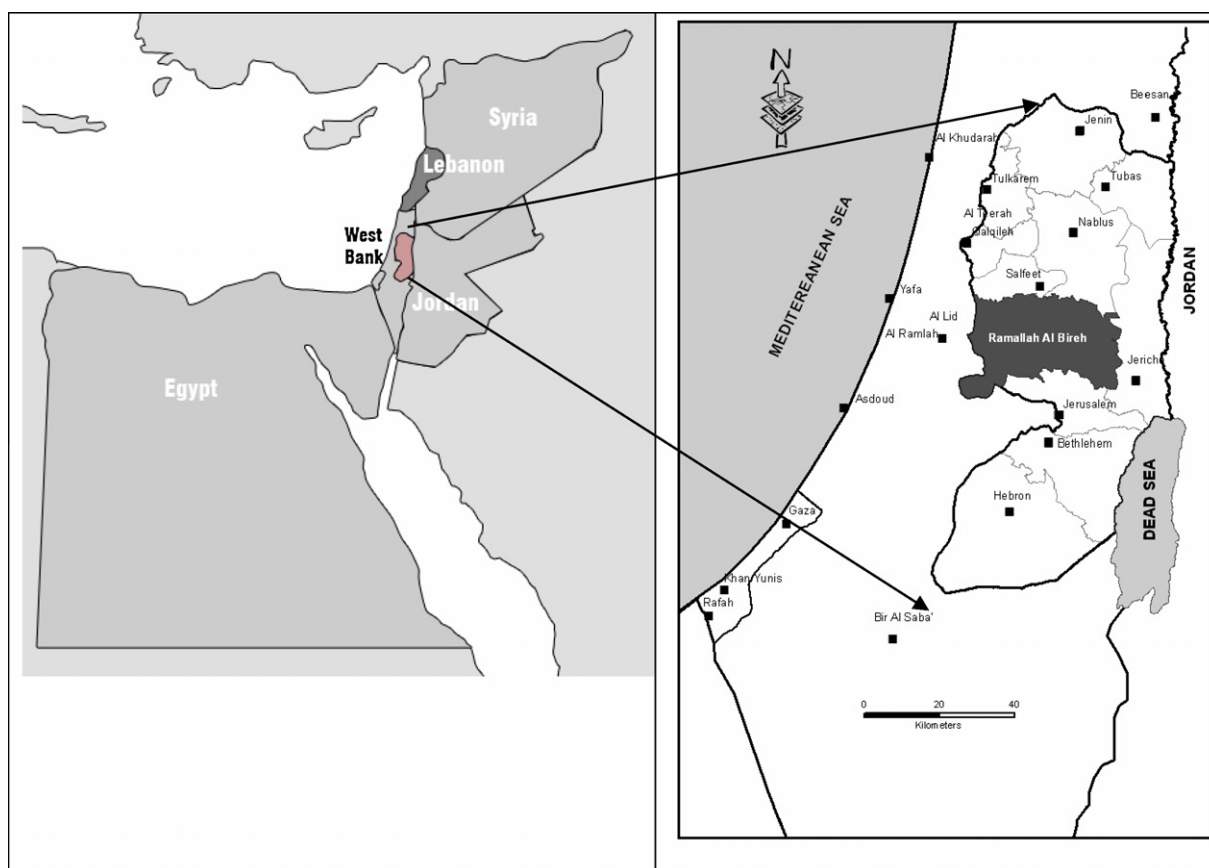 Syria
Lebanon
West
Bank
Jordan
Egypt
N
MEDITEREANEAN SEA
Beesan
Jenin
Al Khudarah
Tulkarem
Tubas
Al Teerah
Nablus
Qalqileh
Salfeet
JORDAN
Yafa
Al Lid
Al Ramlah
Ramallah Al Bireh
Jerich
Asdoud
Jerusalem
Bethlehem
DEAD SEA
Hebron
Gaza
Khan Yunis
Rafah
Bir Al Saba'
0 20 40
Kilometers